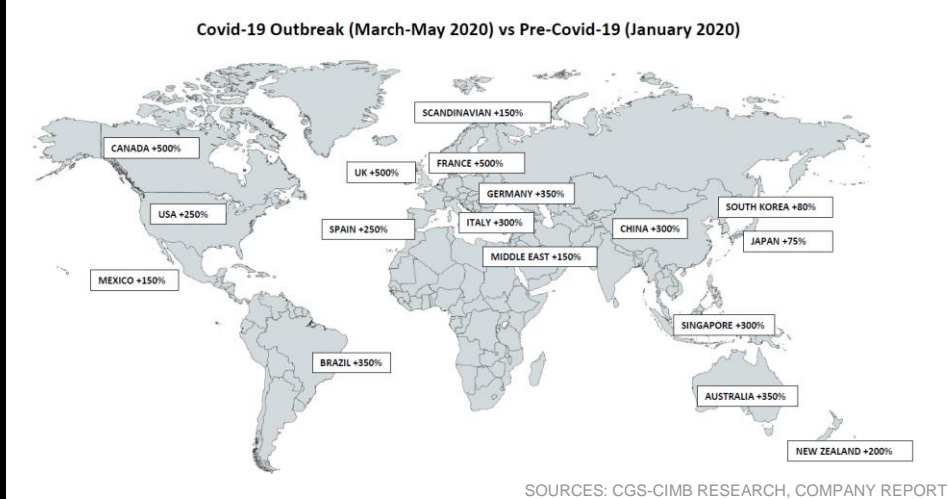 Covid-19 Outbreak (March-May 2020) vs Pre-Covid-19 (January 2020)
SCANDINAVIAN +150%
CANADA +500%
FRANCE +500%
UK +500%
GERMANY +350%
USA +250%
SOUTH KOREA +80%
SPAIN +250%
ITALY +300%
CHINA +300%
JAPAN +75%
MIDDLE EAST +150%
MEXICO +150%
SINGAPORE +300%
BRAZIL +350%
AUSTRALIA +350%
NEW ZEALAND +200%
SOURCES: CGS-CIMB RESEARCH, COMPANY REPORT